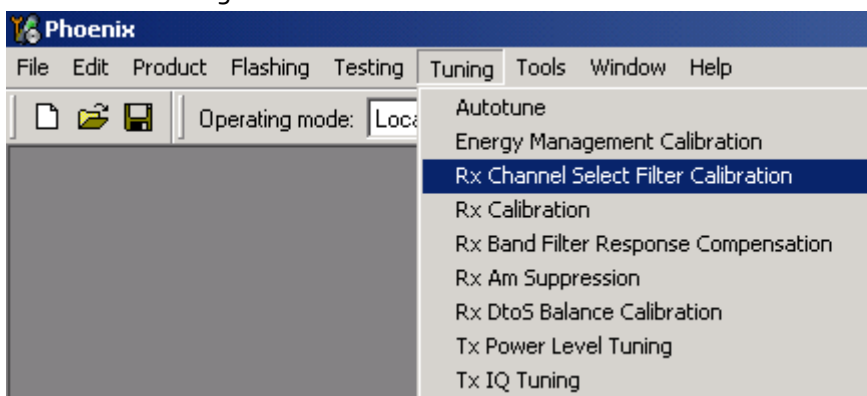 Phoenix
File Edit Product Flashing Testing Tuning Tools Window Help
Operating mode: Loca
Autotune
Energy Management Calibration
Rx Channel Select Filter Calibration
Rx Calibration
Rx Band Filter Response Compensation
Rx Am Suppression
Rx DtoS Balance Calibration
Tx Power Level Tuning
Tx IQ Tuning